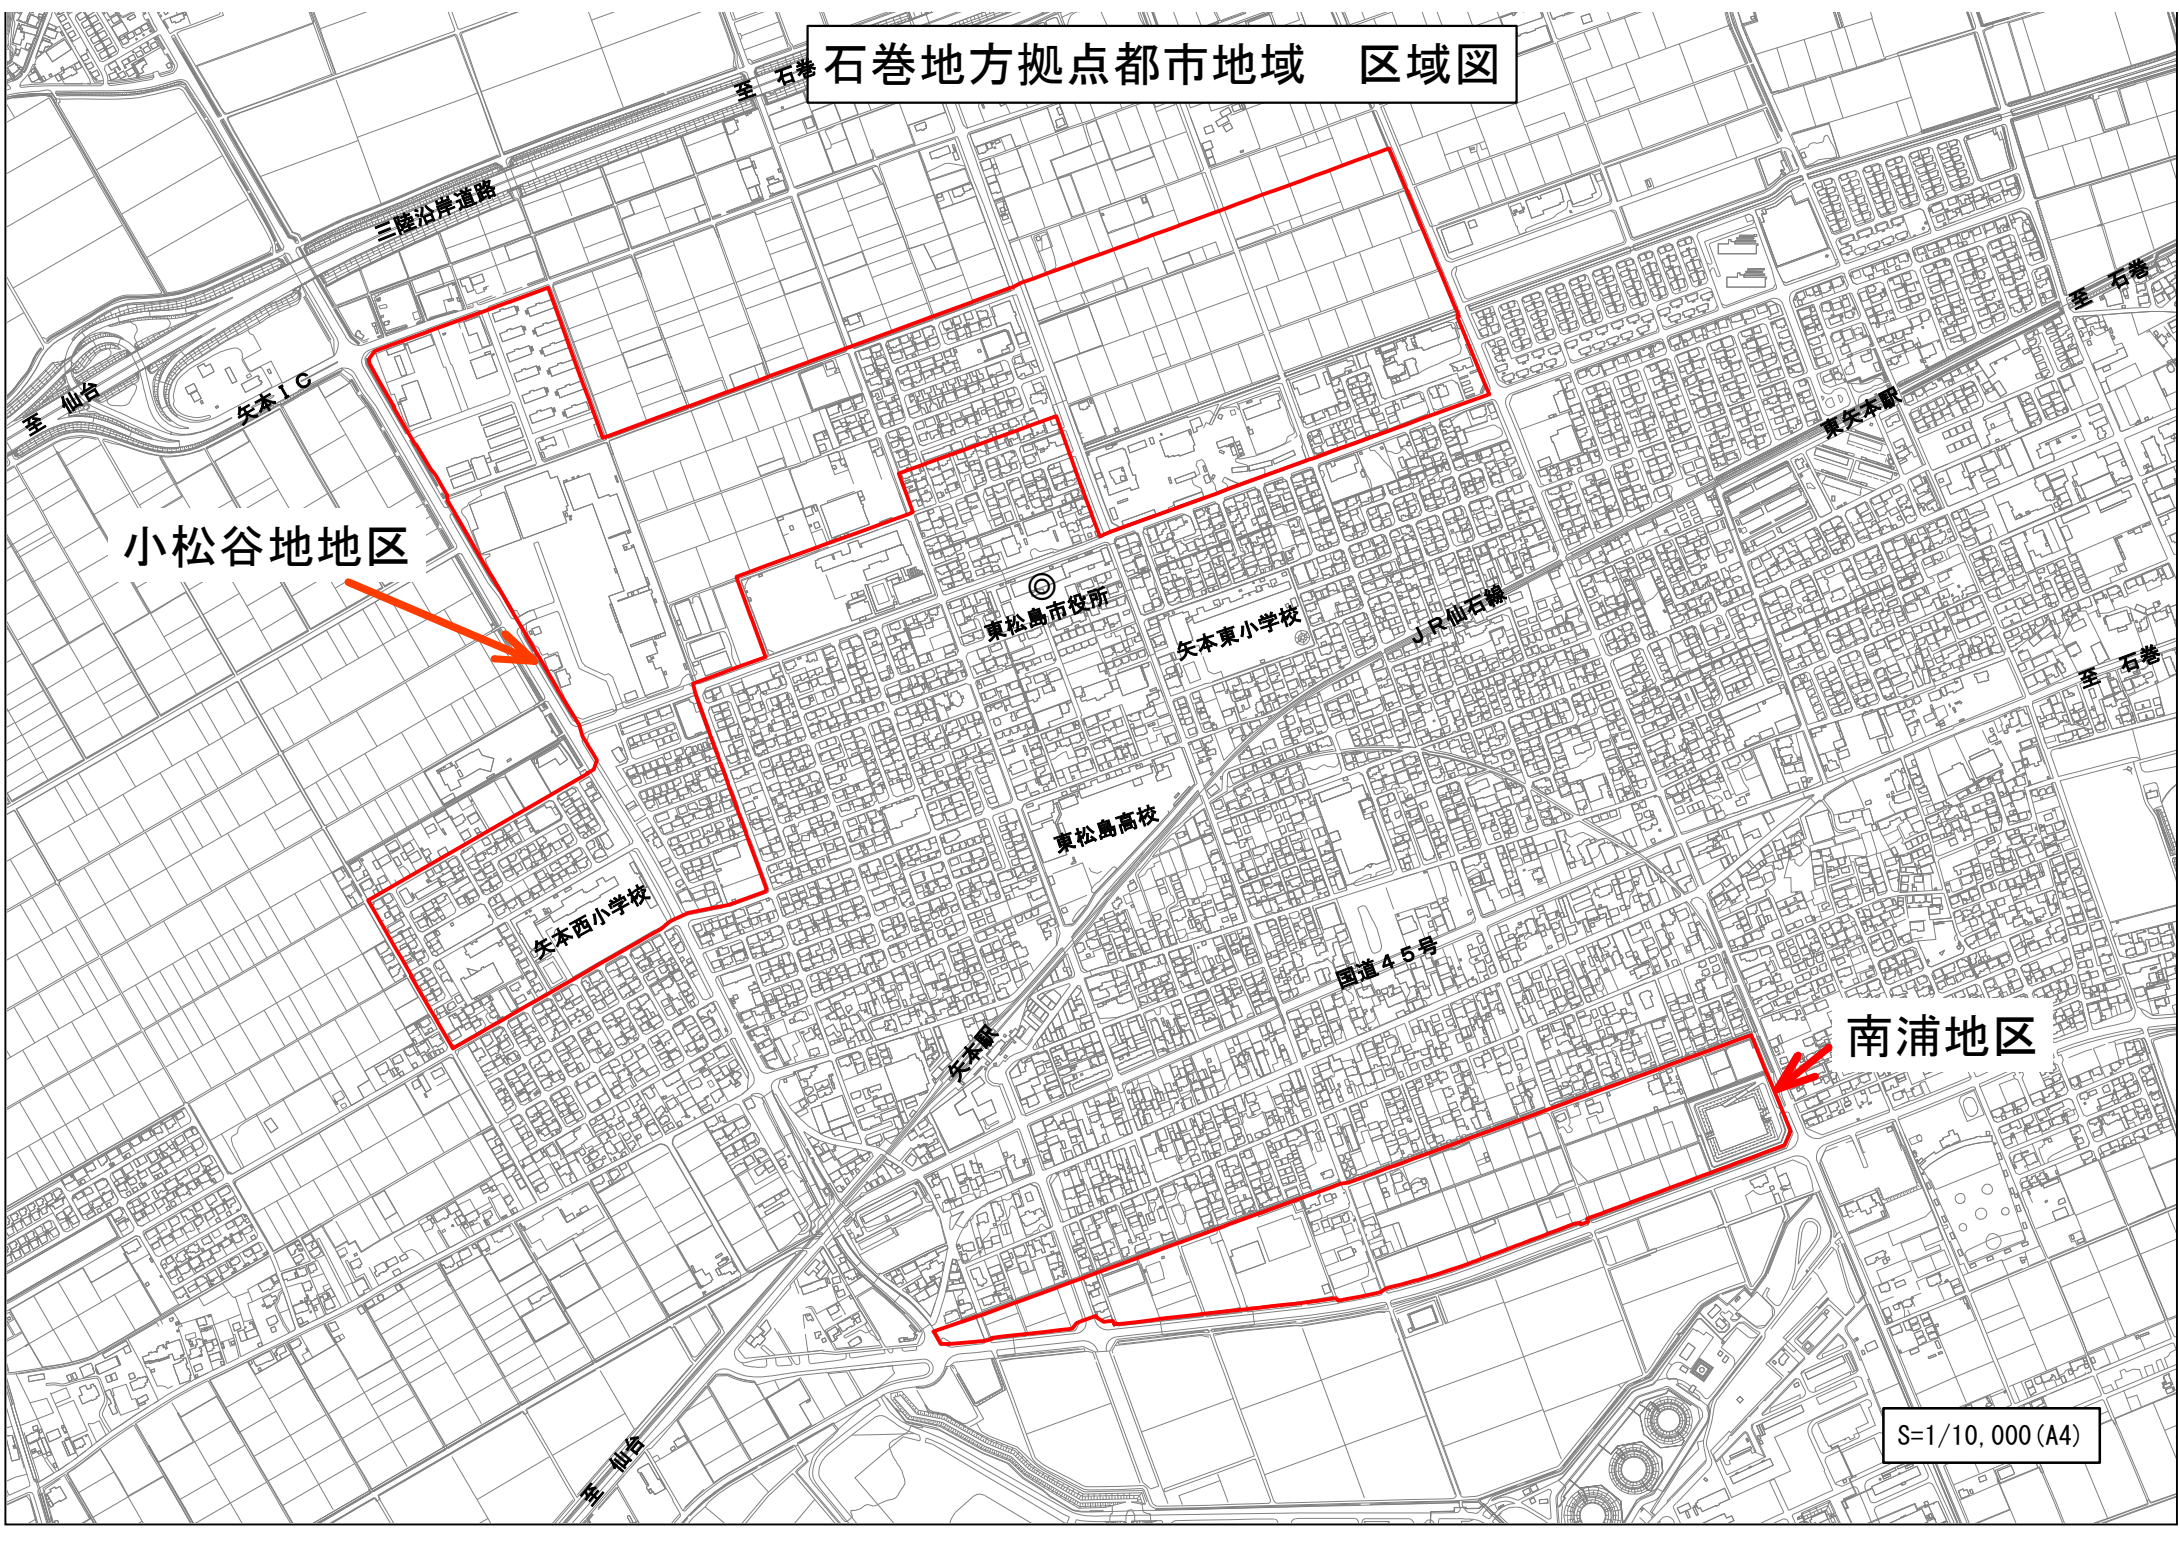 石巻地方拠点都市地域　区域図
至　石巻
三陸沿岸道路
至　石巻
至　仙台
矢本ＩＣ
東矢本駅
小松谷地地区
東松島市役所
矢本東小学校
ＪＲ仙石線
至　石巻
東松島高校
矢本西小学校
国道４５号
南浦地区
矢本駅
至　仙台
S=1/10,000(A4)